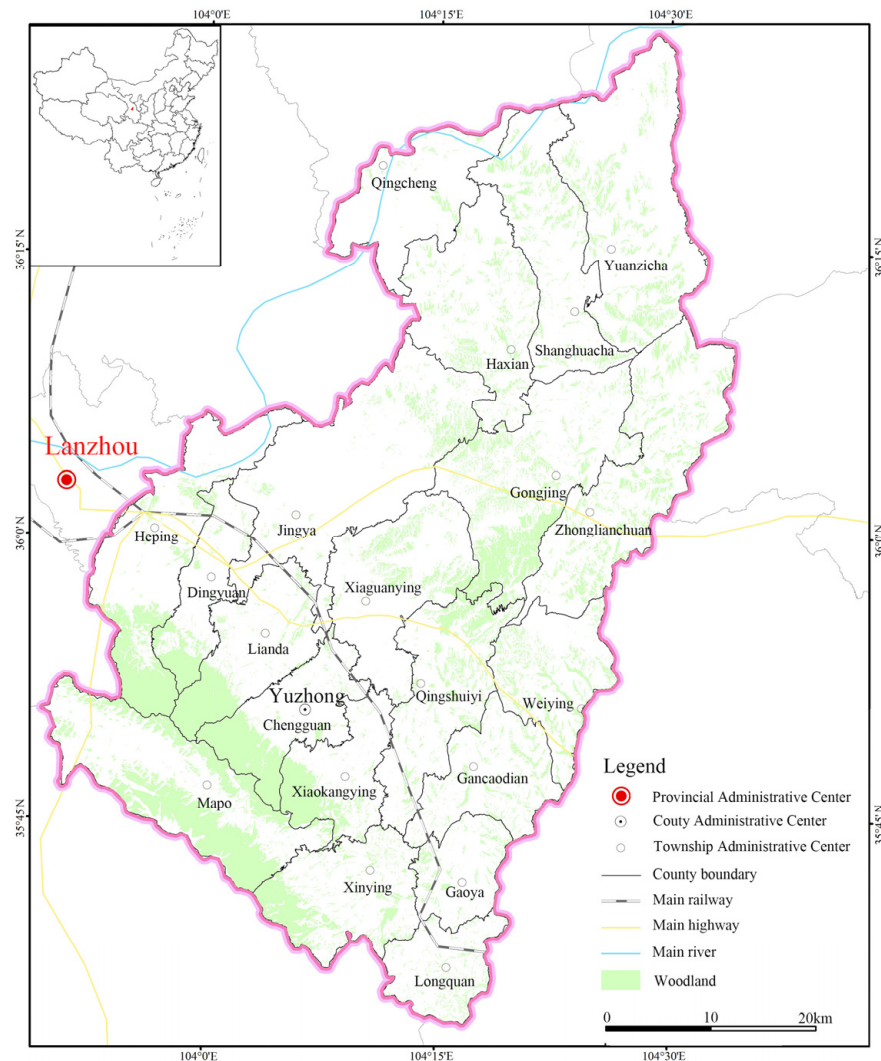 104°0′E
104°15′E
104°30′E
36°15′N
36°0′N
35°45′N
36°15′N
36°0′N
35°45′N
Qingcheng
Yuanzicha
Shanghuacha
Haxian
Lanzhou
Gongjing
Zhonglianchuan
Jingya
Heping
Dingyuan
Xiaguanying
Lianda
Yuzhong
Chengguan
Qingshuiyi
Weiying
Gancaodian
Mapo
Xiaokangying
Xinying
Gaoya
Longquan
Legend
Provincial Administrative Center
Couty Administrative Center
Township Administrative Center
County boundary
Main railway
Main highway
Main river
Woodland
0 10 20km
104°0′E
104°15′E
104°30′E